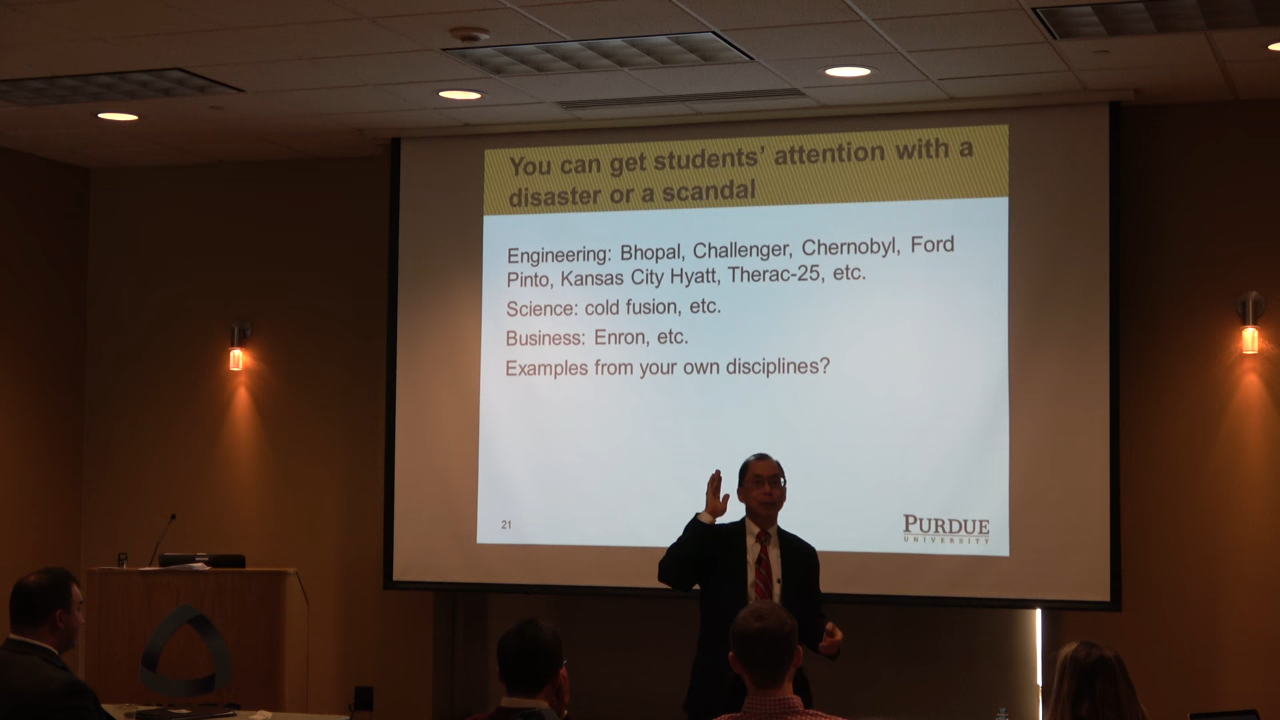 You can get students' attention with a
disaster or a scandal
Engineering: Bhopal, Challenger, Chernobyl, Ford
Pinto, Kansas City Hyatt, Therac-25, etc.
Science: cold fusion, etc.
Business: Enron, etc.
Examples from your own disciplines?
21
PURDUE
UNIVERSITY